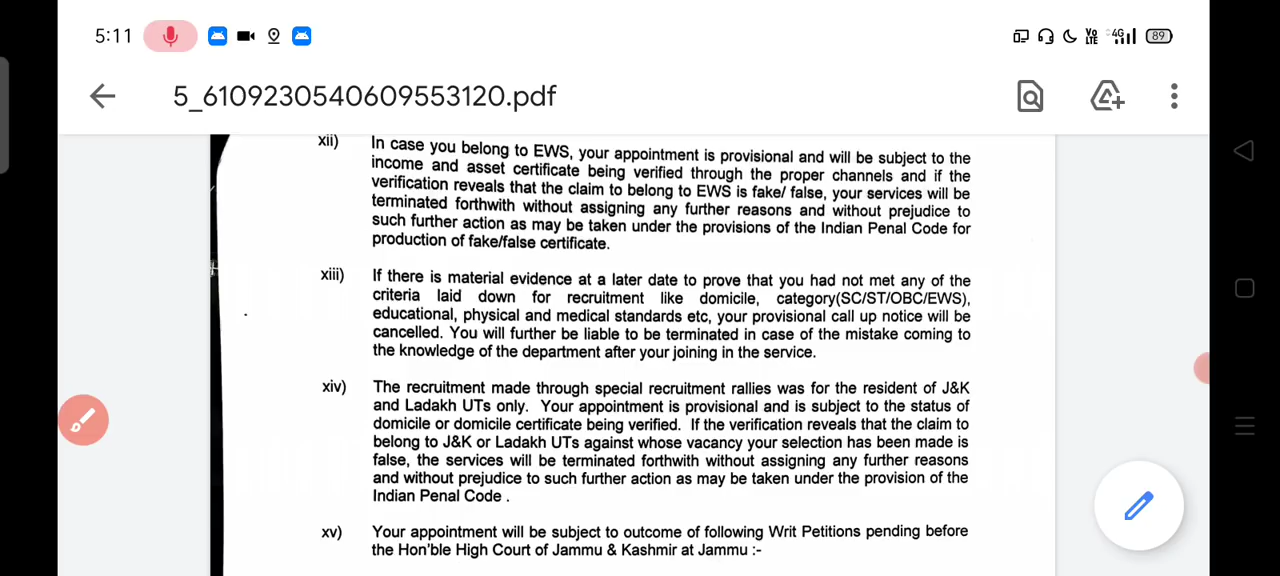 5:11
VO LTE 4G 89
5_6109230540609553120.pdf
xii) In case you belong to EWS, your appointment is provisional and will be subject to the
income and asset certificate being verified through the proper channels and if the
verification reveals that the claim to belong to EWS is fake/ false, your services will be
terminated forthwith without assigning any further reasons and without prejudice to
such further action as may be taken under the provisions of the Indian Penal Code for
production of fake/false certificate.
xiii) If there is material evidence at a later date to prove that you had not met any of the
criteria laid down for recruitment like domicile, category(SC/ST/OBC/EWS),
educational, physical and medical standards etc, your provisional call up notice will be
cancelled. You will further be liable to be terminated in case of the mistake coming to
the knowledge of the department after your joining in the service.
xiv) The recruitment made through special recruitment rallies was for the resident of J&K
and Ladakh UTs only. Your appointment is provisional and is subject to the status of
domicile or domicile certificate being verified. If the verification reveals that the claim to
belong to J&K or Ladakh UTs against whose vacancy your selection has been made is
false, the services will be terminated forthwith without assigning any further reasons
and without prejudice to such further action as may be taken under the provision of the
Indian Penal Code .
xv) Your appointment will be subject to outcome of following Writ Petitions pending before
the Hon'ble High Court of Jammu & Kashmir at Jammu :-